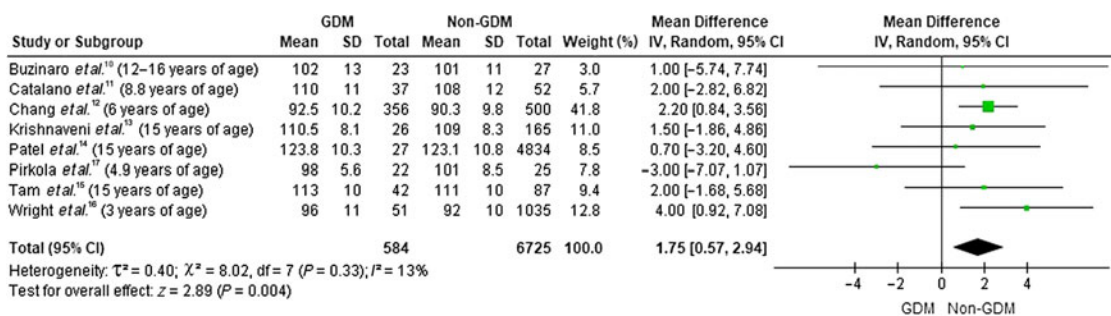 GDM Non-GDM Mean Difference Mean Difference
Study or Subgroup Mean SD Total Mean SD Total Weight (%) IV, Random, 95% CI IV, Random, 95% CI
Buzinaro et al.¹⁰ (12–16 years of age) 102 13 23 101 11 27 3.0 1.00 [−5.74, 7.74]
Catalano et al.¹¹ (8.8 years of age) 110 11 37 108 12 52 5.7 2.00 [−2.82, 6.82]
Chang et al.¹² (6 years of age) 92.5 10.2 356 90.3 9.8 500 41.8 2.20 [0.84, 3.56]
Krishnaveni et al.¹³ (15 years of age) 110.5 8.1 26 109 8.3 165 11.0 1.50 [−1.86, 4.86]
Patel et al.¹⁴ (15 years of age) 123.8 10.3 27 123.1 10.8 4834 8.5 0.70 [−3.20, 4.60]
Pirkola et al.¹⁷ (4.9 years of age) 98 5.6 22 101 8.5 25 7.8 −3.00 [−7.07, 1.07]
Tam et al.¹⁵ (15 years of age) 113 10 42 111 10 87 9.4 2.00 [−1.68, 5.68]
Wright et al.¹⁶ (3 years of age) 96 11 51 92 10 1035 12.8 4.00 [0.92, 7.08]
Total (95% CI) 584 6725 100.0 1.75 [0.57, 2.94]
Heterogeneity: τ² = 0.40; χ² = 8.02, df = 7 (P = 0.33); I² = 13%
Test for overall effect: z = 2.89 (P = 0.004)
−4 −2 0 2 4
GDM Non-GDM